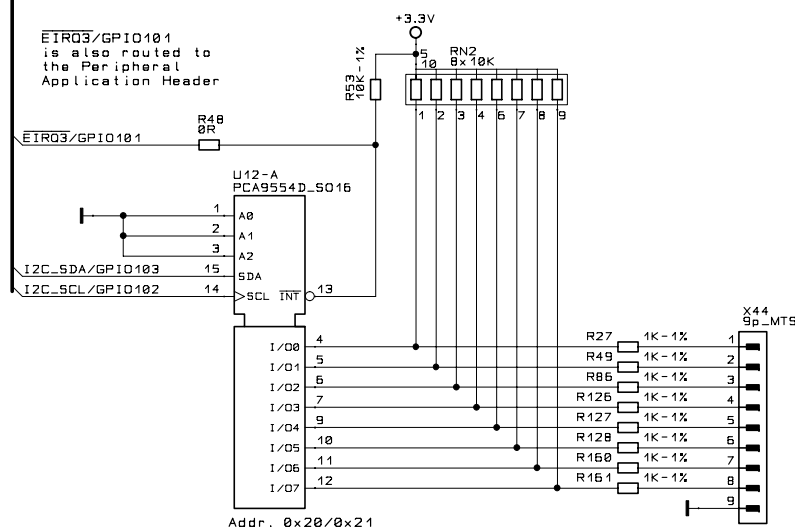 +3.3V
EIRQ3/GPIO101
is also routed to
the Peripheral
Application Header
R53
10K-1%
5
10
RN2
8x10K
1 2 3 4 6 7 8 9
EIRQ3/GPIO101
R48
0R
U12-A
PCA9554D_SO16
1 A0
2 A1
3 A2
I2C_SDA/GPIO103 15 SDA
I2C_SCL/GPIO102 14 SCL INT 13
X44
9p_MTS
I/O0 4 R27 1K-1% 1
I/O1 5 R49 1K-1% 2
I/O2 6 R86 1K-1% 3
I/O3 7 R126 1K-1% 4
I/O4 9 R127 1K-1% 5
I/O5 10 R128 1K-1% 6
I/O6 11 R160 1K-1% 7
I/O7 12 R161 1K-1% 8
9
Addr. 0x20/0x21